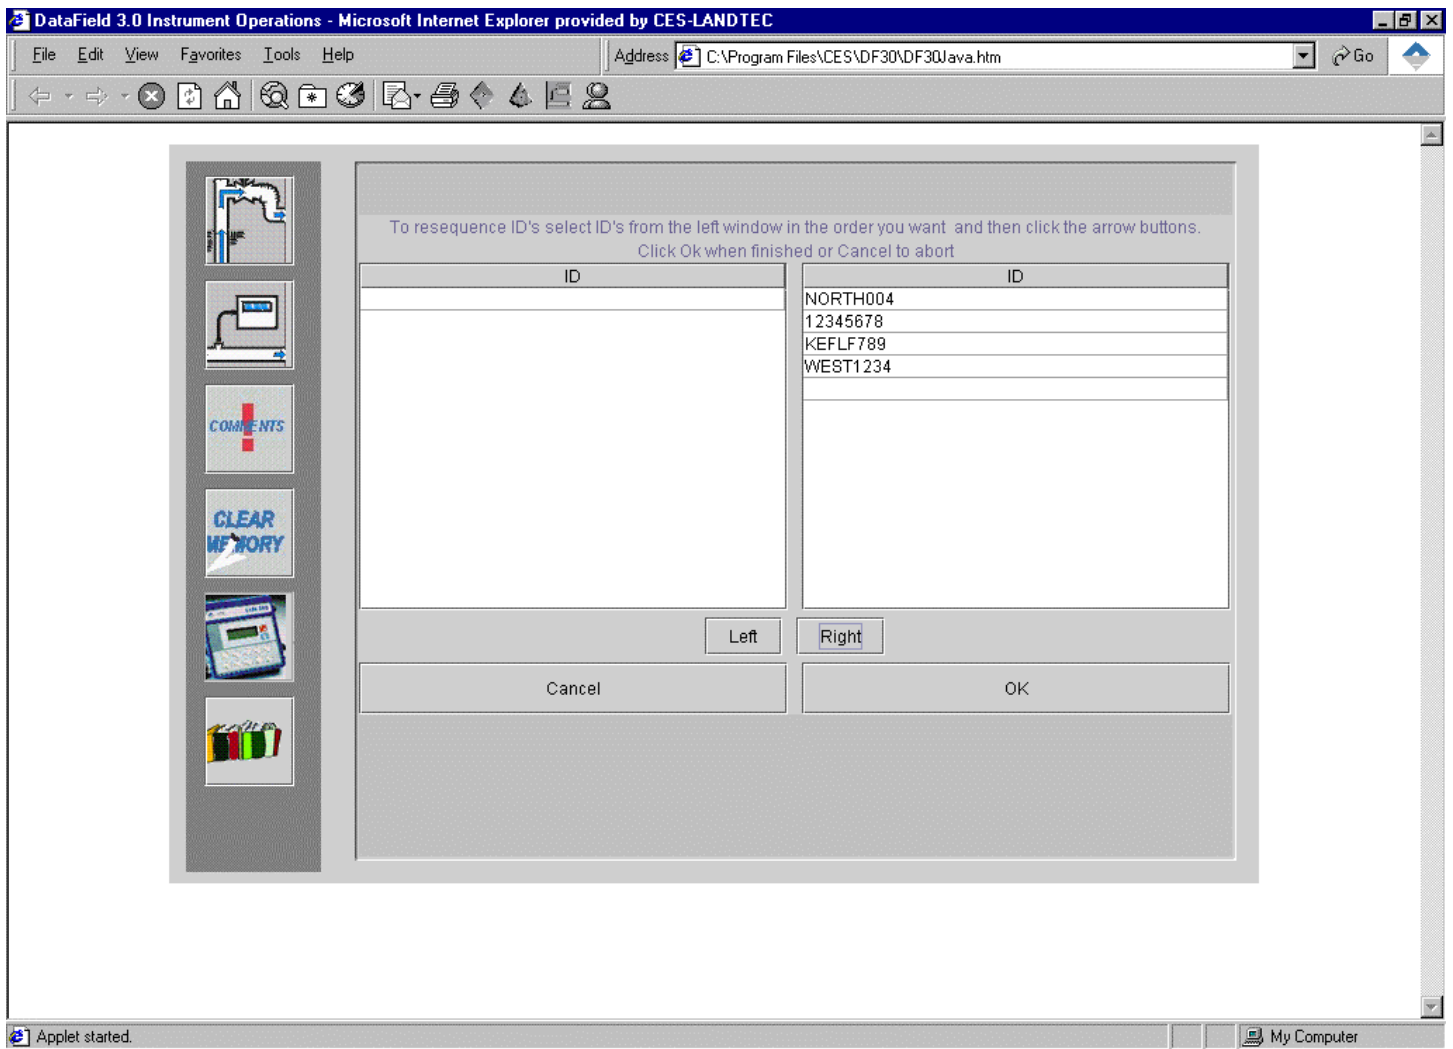 DataField 3.0 Instrument Operations - Microsoft Internet Explorer provided by CES-LANDTEC
File Edit View Favorites Tools Help
Address C:\Program Files\CES\DF30\DF30Java.htm Go
To resequence ID's select ID's from the left window in the order you want and then click the arrow buttons.
Click Ok when finished or Cancel to abort
ID ID
NORTH004
12345678
KEFLF789
WEST1234
COMMENTS
CLEAR
MEMORY
Left Right
Cancel OK
Applet started. My Computer